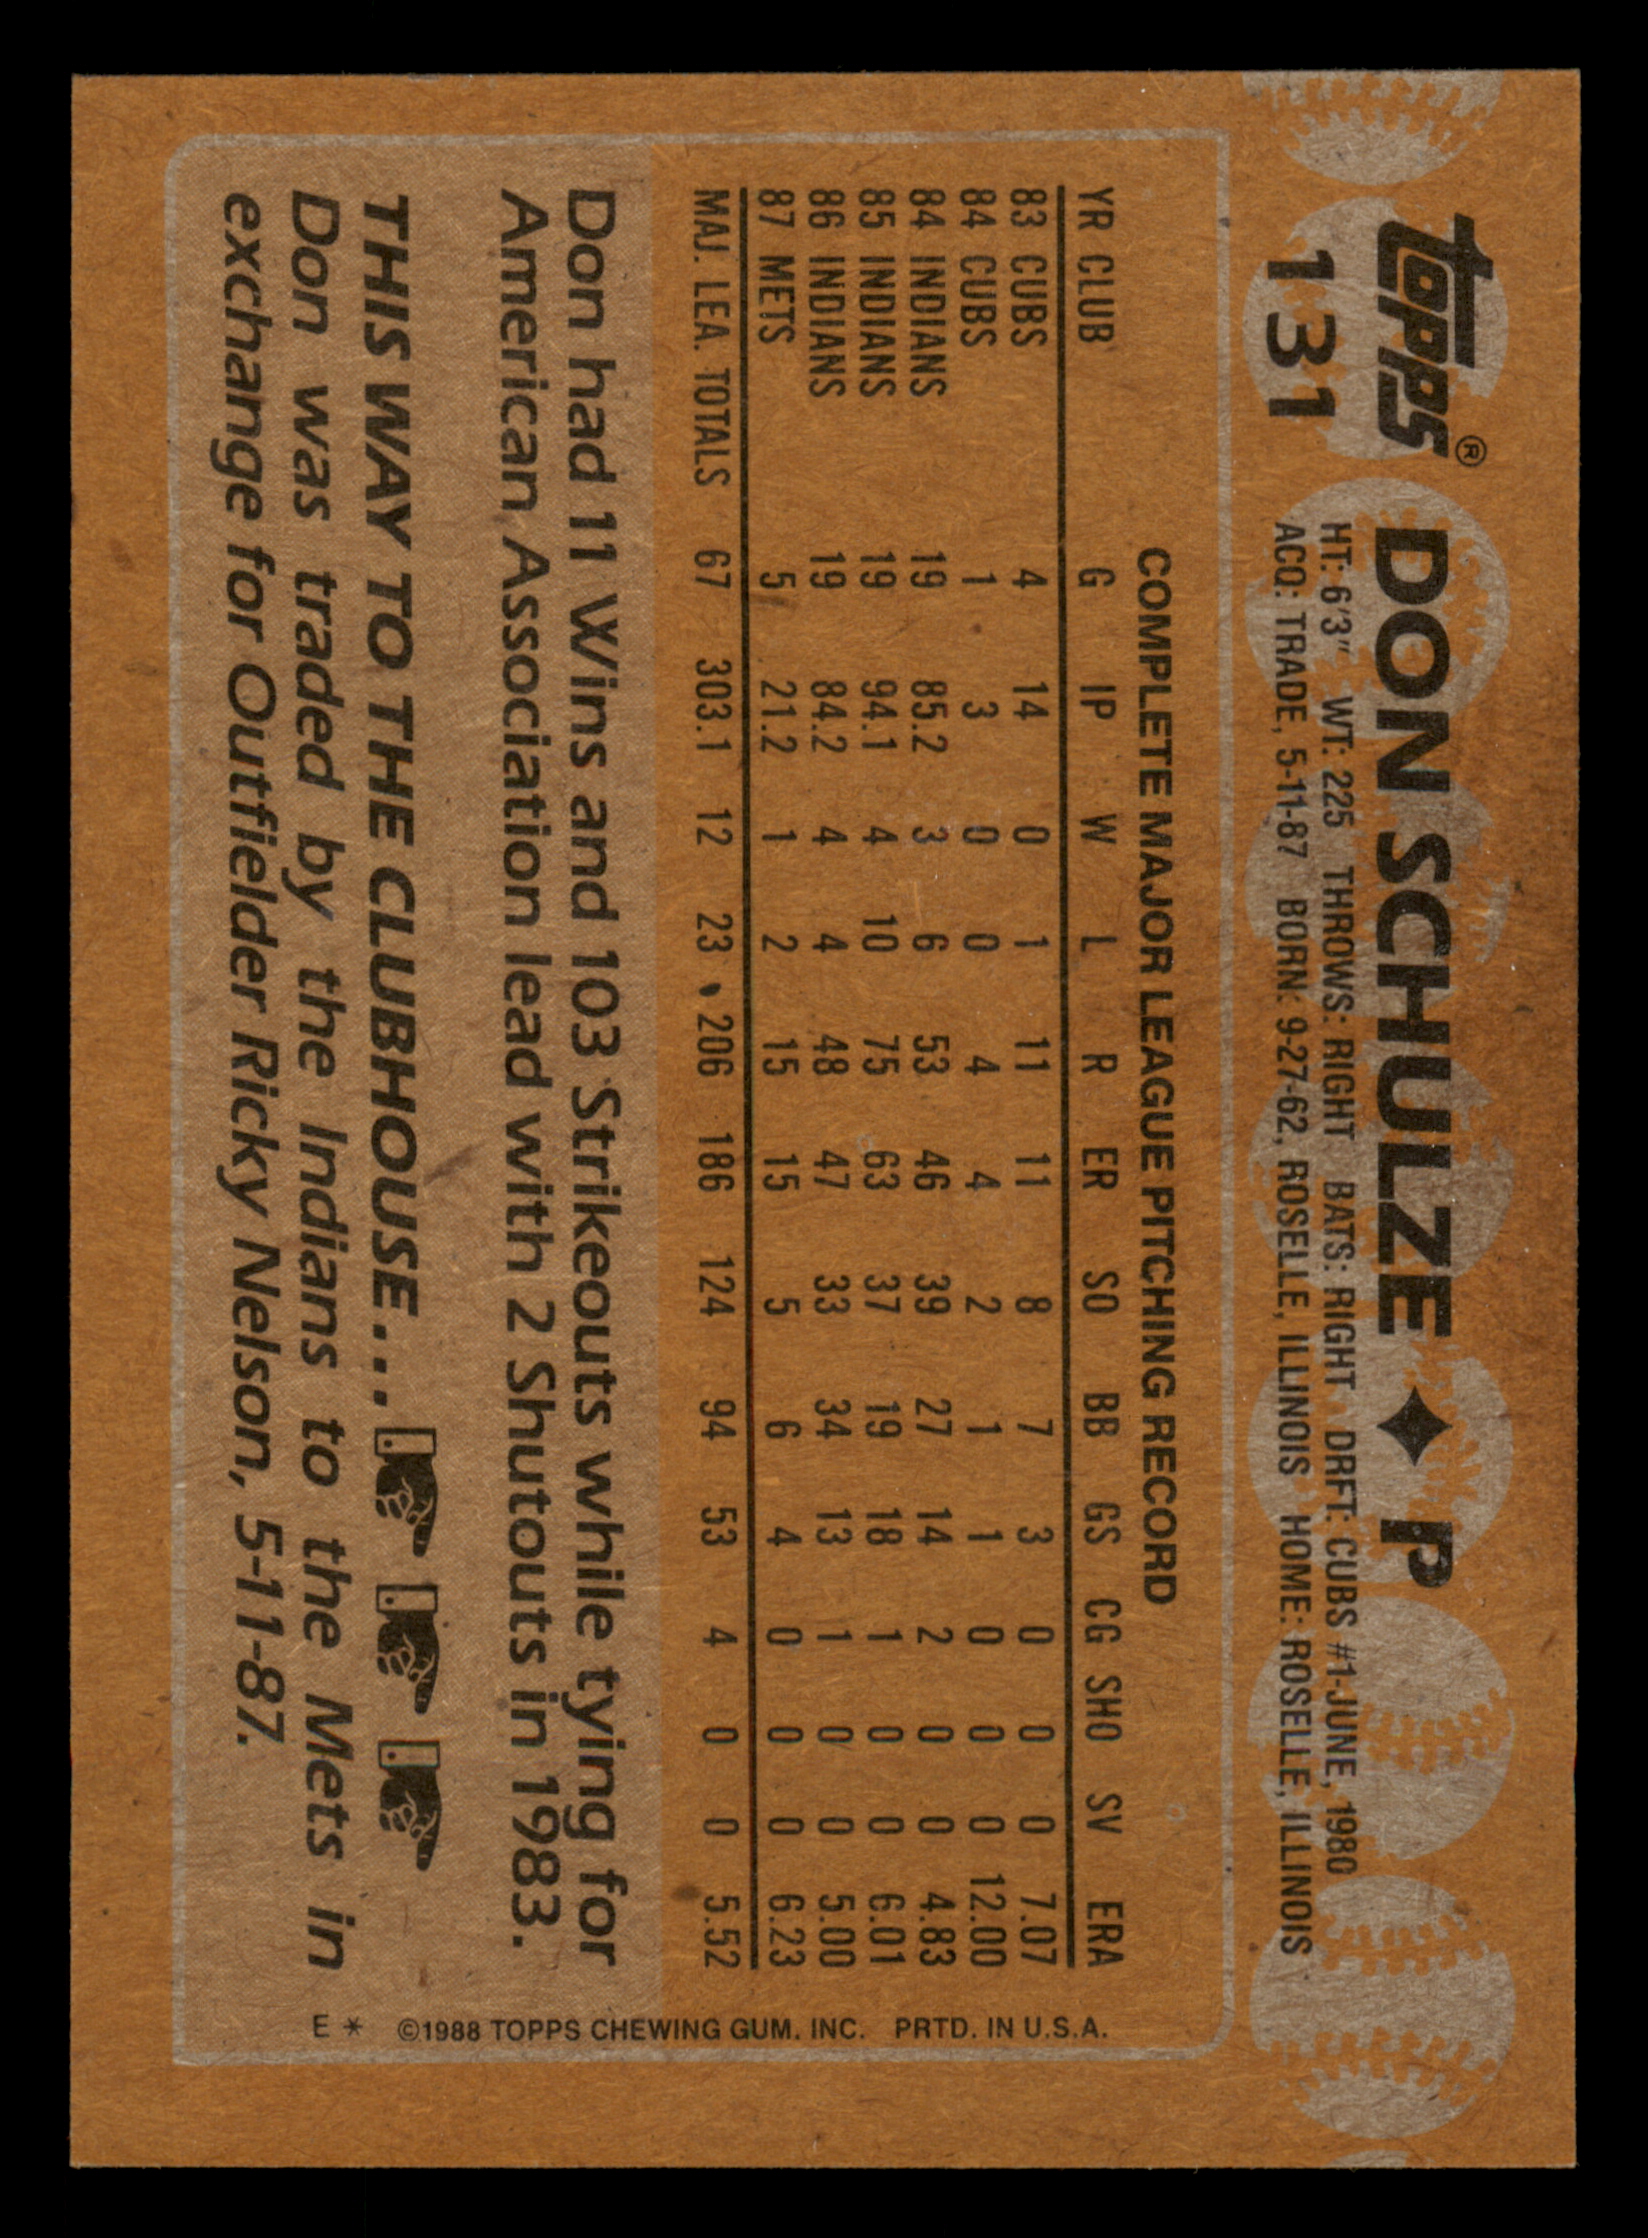 topps®
131
DON SCHULZE ✦ P
HT: 6'3" WT: 225 THROWS: RIGHT BATS: RIGHT DRFT: CUBS #1-JUNE, 1980
ACQ: TRADE, 5-11-87 BORN: 9-27-62, ROSELLE, ILLINOIS HOME: ROSELLE, ILLINOIS
COMPLETE MAJOR LEAGUE PITCHING RECORD
YR CLUB G IP W L R ER SO BB GS CG SHO SV ERA
83 CUBS 4 14 0 1 11 11 8 7 3 0 0 0 7.07
84 CUBS 1 3 0 0 4 4 2 1 1 0 0 0 12.00
84 INDIANS 19 85.2 3 6 53 46 39 27 14 2 0 0 4.83
85 INDIANS 19 94.1 4 10 75 63 37 19 18 1 0 0 6.01
86 INDIANS 19 84.2 4 4 48 47 33 34 13 1 0 0 5.00
87 METS 5 21.2 1 2 15 15 5 6 4 0 0 0 6.23
MAJ. LEA. TOTALS 67 303.1 12 23 206 186 124 94 53 4 0 0 5.52
Don had 11 Wins and 103 Strikeouts while tying for
American Association lead with 2 Shutouts in 1983.
THIS WAY TO THE CLUBHOUSE...
Don was traded by the Indians to the Mets in
exchange for Outfielder Ricky Nelson, 5-11-87.
E* ©1988 TOPPS CHEWING GUM. INC. PRTD. IN U.S.A.